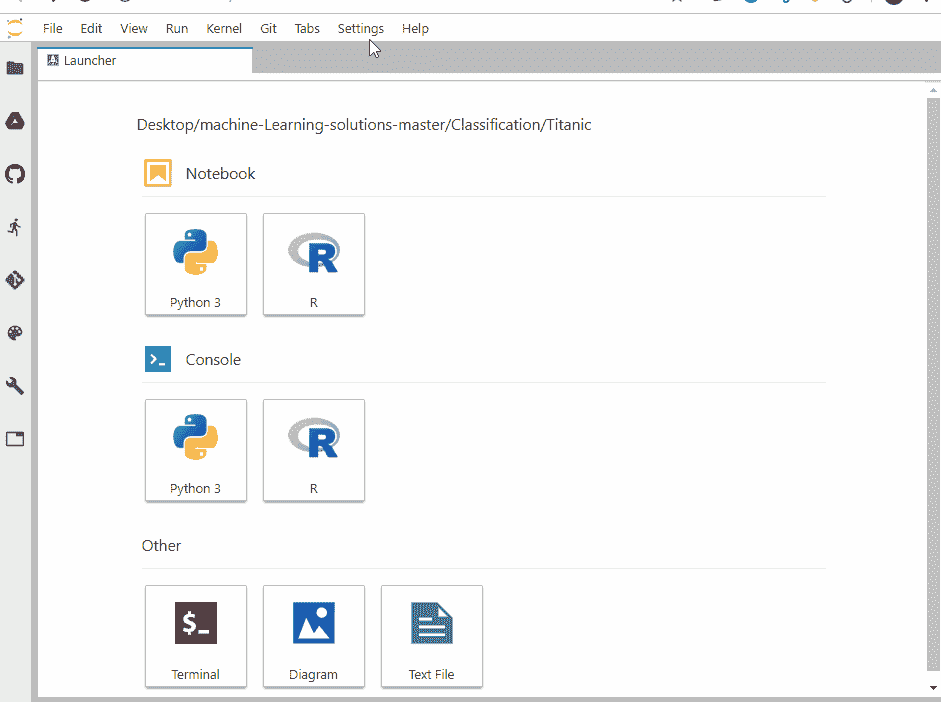 File Edit View Run Kernel Git Tabs Settings Help
Launcher
Desktop/machine-Learning-solutions-master/Classification/Titanic
Notebook
Python 3 R
Console
>_
Python 3 R
Other
$_
Terminal Diagram Text File